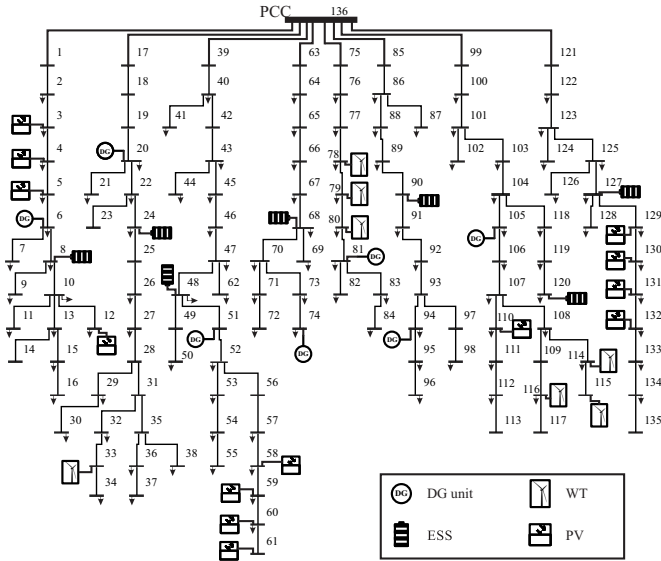 PCC 136
1 17 39 63 75 85 99 121
2 18 40 64 76 86 100 122
3 19 41 42 65 77 88 87 101 123
4 20 43 66 78 89 102 103 124 125
5 21 22 44 45 67 79 90 104 126 127
6 23 24 46 68 80 91 105 118 128 129
7 8 25 47 70 69 81 92 106 119 130
9 10 26 48 62 71 73 82 83 93 107 120 131
11 13 12 27 49 51 72 74 84 94 97 110 108 132
14 15 28 50 52 95 98 111 109 114 133
16 29 31 53 56 96 112 116 115 134
30 32 35 54 57 113 117 135
33 36 38 55 58
34 37 59
60
61
DG
DG
DG
DG
DG
DG
DG
DG DG unit WT
ESS PV